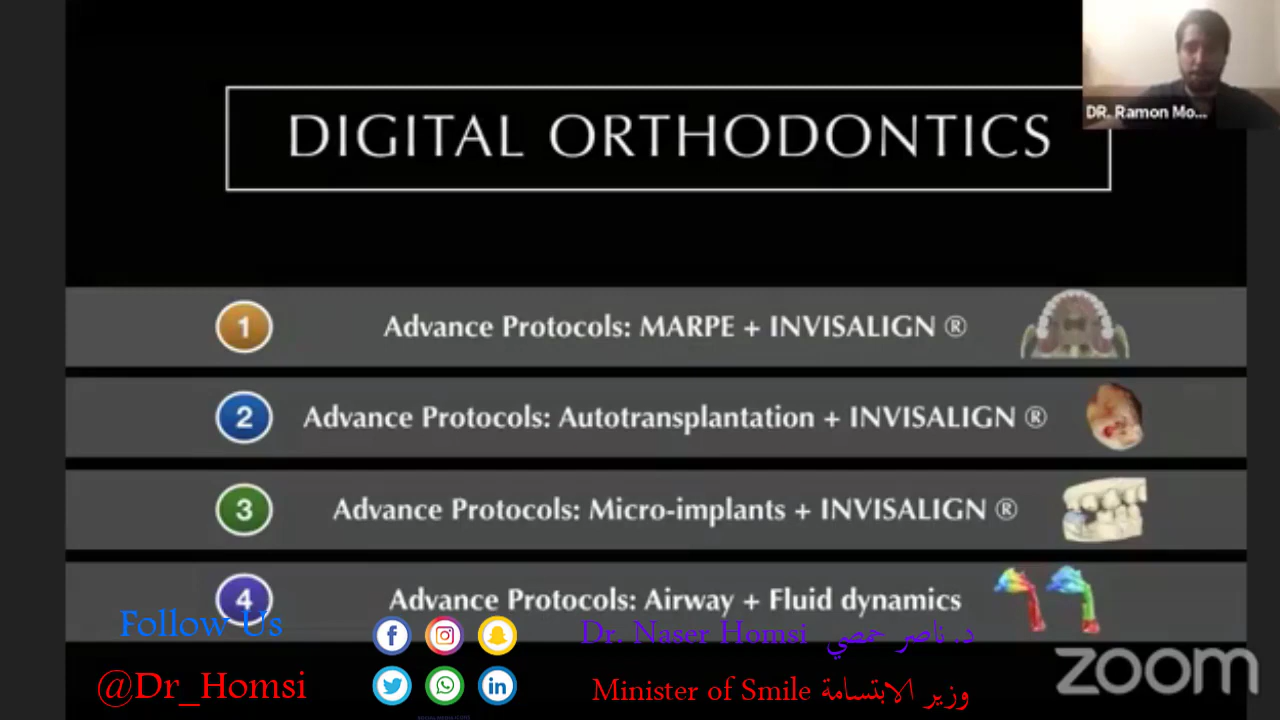 DR. Ramon Mo...
DIGITAL ORTHODONTICS
1 Advance Protocols: MARPE + INVISALIGN ®
2 Advance Protocols: Autotransplantation + INVISALIGN ®
3 Advance Protocols: Micro-implants + INVISALIGN ®
4 Advance Protocols: Airway + Fluid dynamics
Follow Us
Dr. Naser Homsi د. ناصر حمصي
@Dr_Homsi
Minister of Smile وزير الابتسامة
zoom